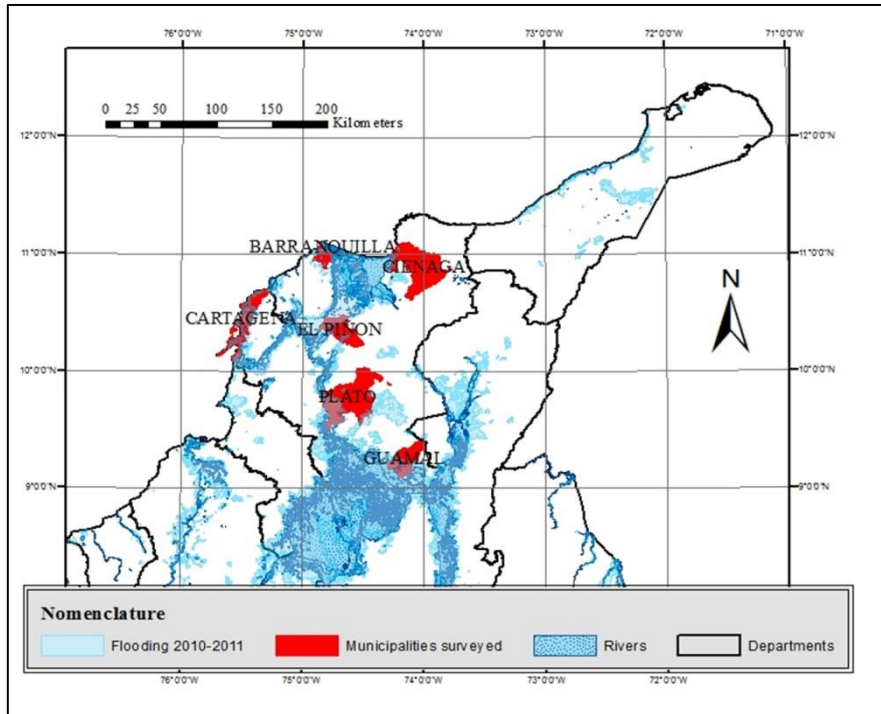 76°0'0"W 75°0'0"W 74°0'0"W 73°0'0"W 72°0'0"W 71°0'0"W
0 25 50 100 150 200
Kilometers
12°0'0"N 12°0'0"N
11°0'0"N 11°0'0"N
BARRANQUILLA
CIENAGA
N
CARTAGENA
EL PIÑON
10°0'0"N 10°0'0"N
PLATO
GUAMAL
9°0'0"N 9°0'0"N
Nomenclature
Flooding 2010-2011 Municipalities surveyed Rivers Departments
76°0'0"W 75°0'0"W 74°0'0"W 73°0'0"W 72°0'0"W